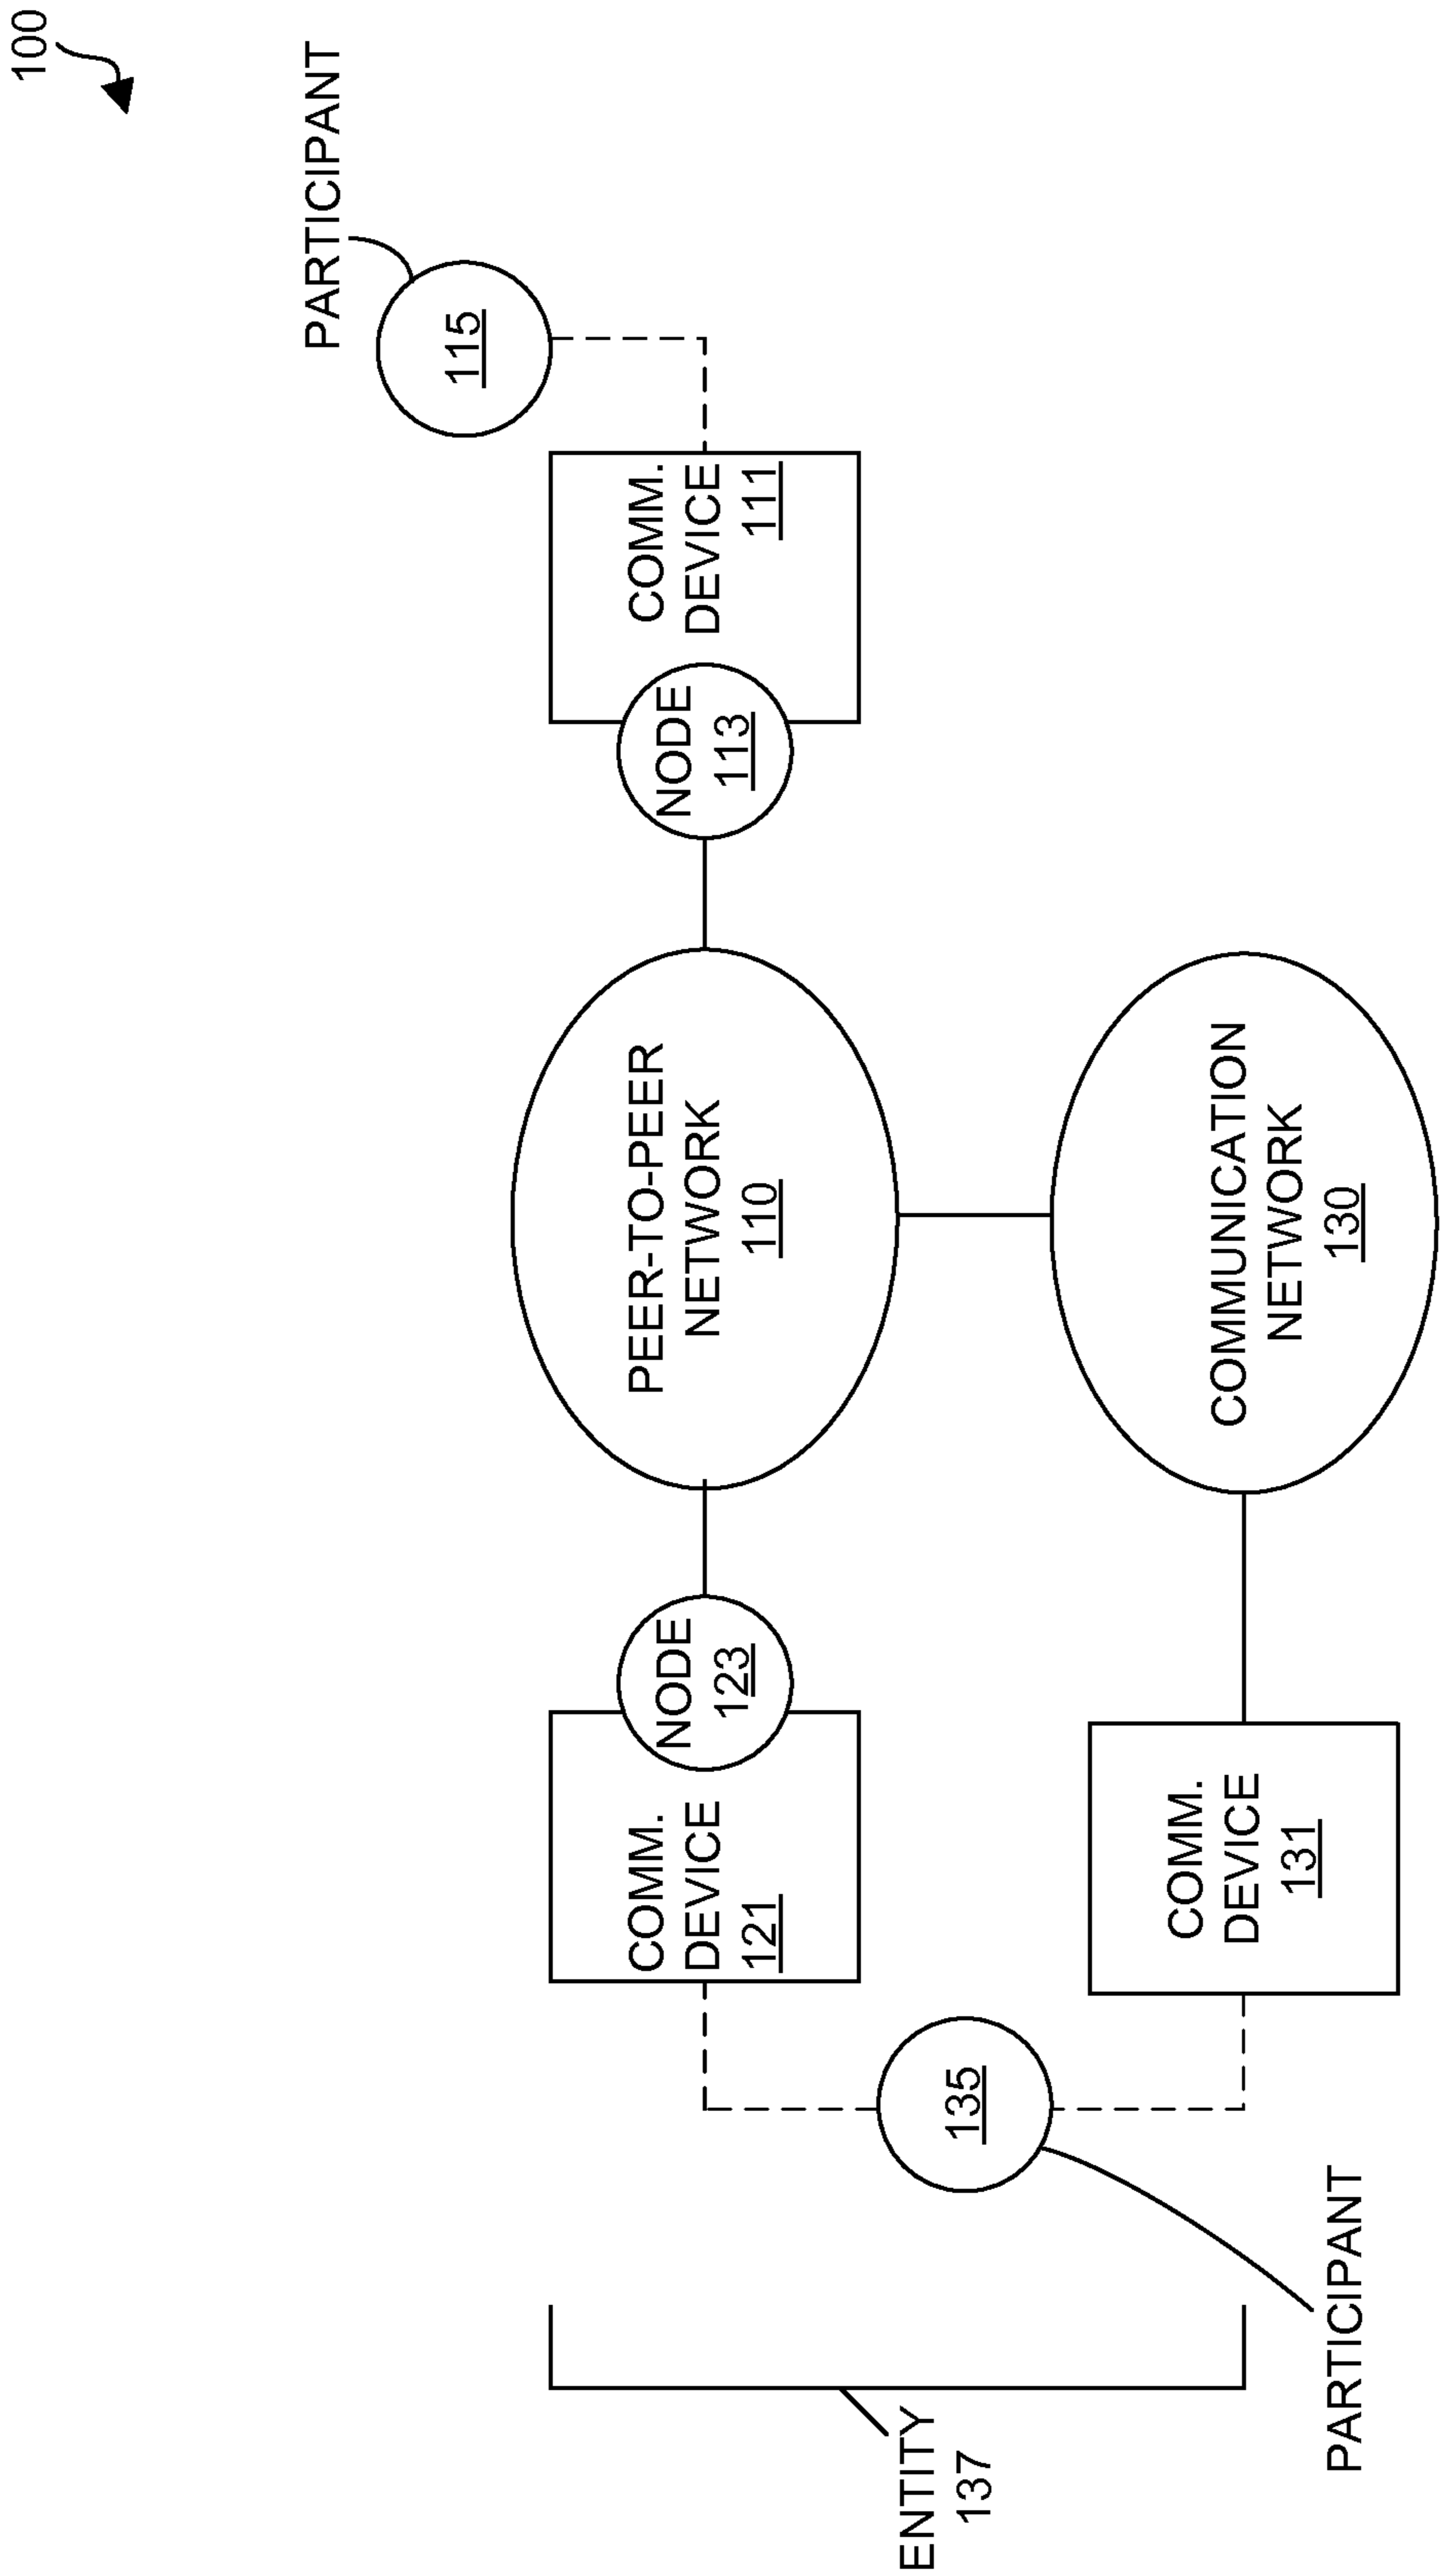 100
PARTICIPANT
115
COMM.
DEVICE
121
NODE
123
PEER-TO-PEER
NETWORK
110
NODE
113
COMM.
DEVICE
111
135
ENTITY
137
COMM.
DEVICE
131
COMMUNICATION
NETWORK
130
PARTICIPANT